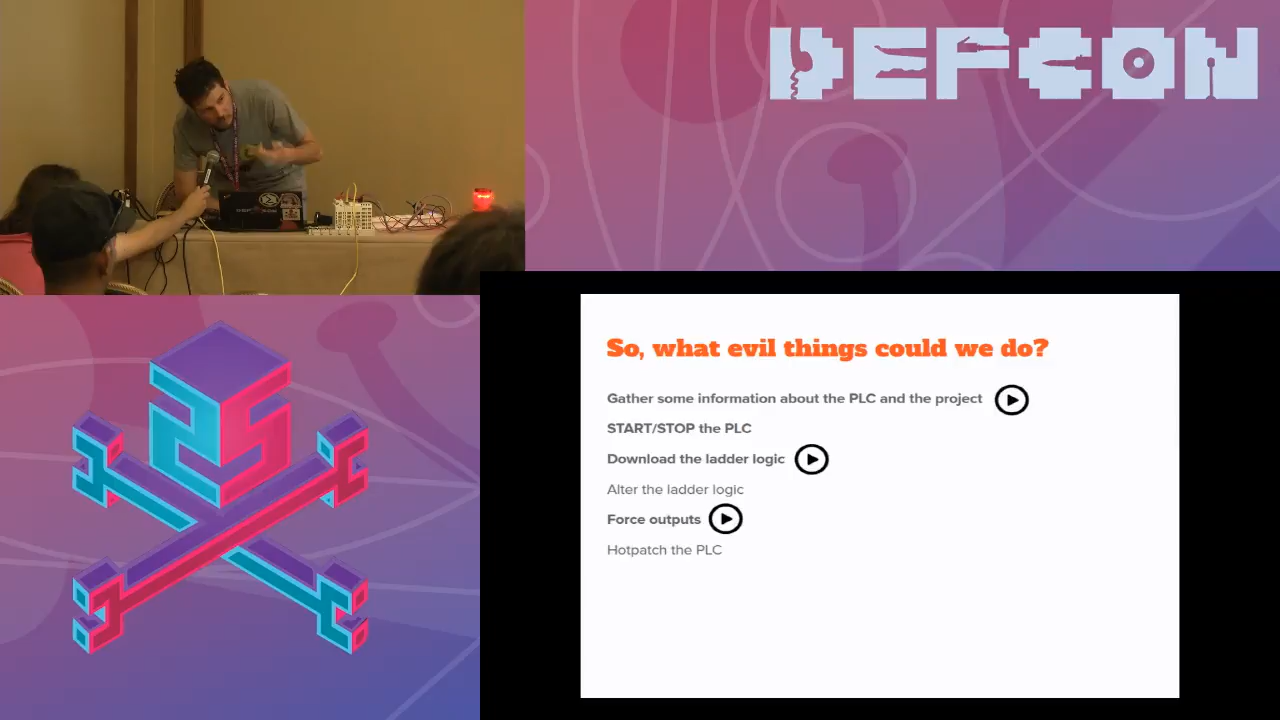 DEFCON
So, what evil things could we do?
Gather some information about the PLC and the project
START/STOP the PLC
Download the ladder logic
Alter the ladder logic
Force outputs
Hotpatch the PLC